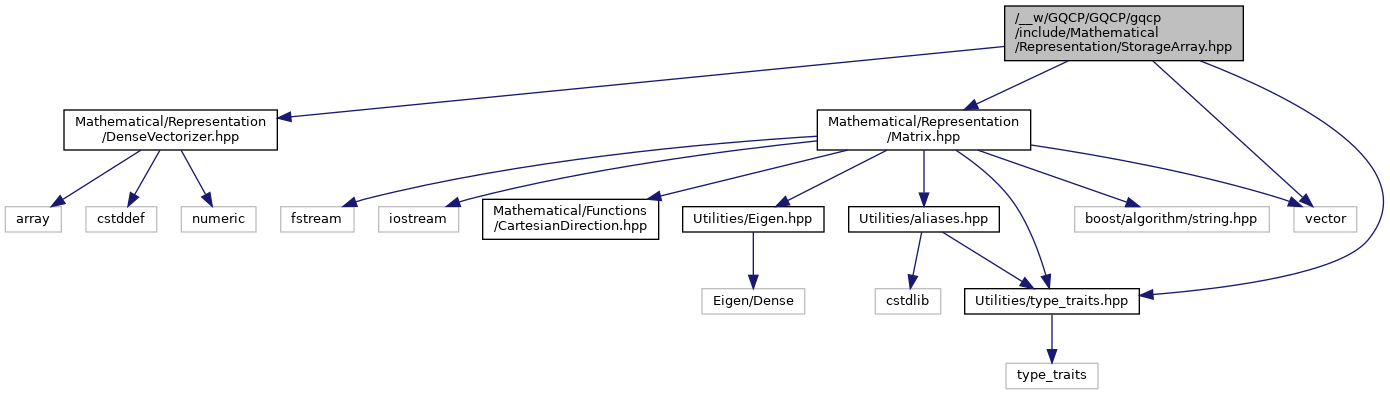 /__w/GQCP/GQCP/gqcp
/include/Mathematical
/Representation/StorageArray.hpp
Mathematical/Representation
/DenseVectorizer.hpp
Mathematical/Representation
/Matrix.hpp
array
cstddef
numeric
fstream
iostream
Mathematical/Functions
/CartesianDirection.hpp
Utilities/Eigen.hpp
Utilities/aliases.hpp
boost/algorithm/string.hpp
vector
Eigen/Dense
cstdlib
Utilities/type_traits.hpp
type_traits